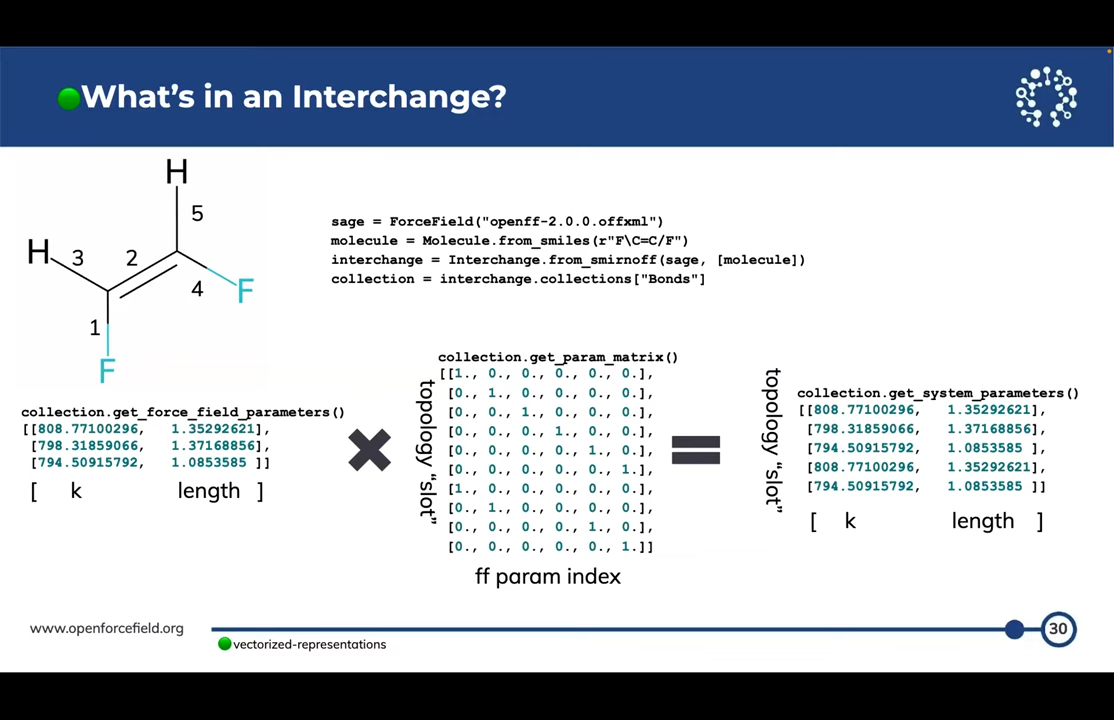 What's in an Interchange?
H
5
H
3
2
4
F
1
F
sage = ForceField("openff-2.0.0.offxml")
molecule = Molecule.from_smiles(r"F\C=C/F")
interchange = Interchange.from_smirnoff(sage, [molecule])
collection = interchange.collections["Bonds"]
collection.get_force_field_parameters()
[[808.77100296, 1.35292621],
[798.31859066, 1.37168856],
[794.50915792, 1.0853585 ]]
[ k length ]
collection.get_param_matrix()
topology "slot"
[[1., 0., 0., 0., 0., 0.],
[0., 1., 0., 0., 0., 0.],
[0., 0., 1., 0., 0., 0.],
[0., 0., 0., 1., 0., 0.],
[0., 0., 0., 0., 1., 0.],
[0., 0., 0., 0., 0., 1.],
[1., 0., 0., 0., 0., 0.],
[0., 1., 0., 0., 0., 0.],
[0., 0., 0., 0., 1., 0.],
[0., 0., 0., 0., 0., 1.]]
ff param index
topology "slot"
collection.get_system_parameters()
[[808.77100296, 1.35292621],
[798.31859066, 1.37168856],
[794.50915792, 1.0853585 ],
[808.77100296, 1.35292621],
[794.50915792, 1.0853585 ]]
[ k length ]
www.openforcefield.org
vectorized-representations
30